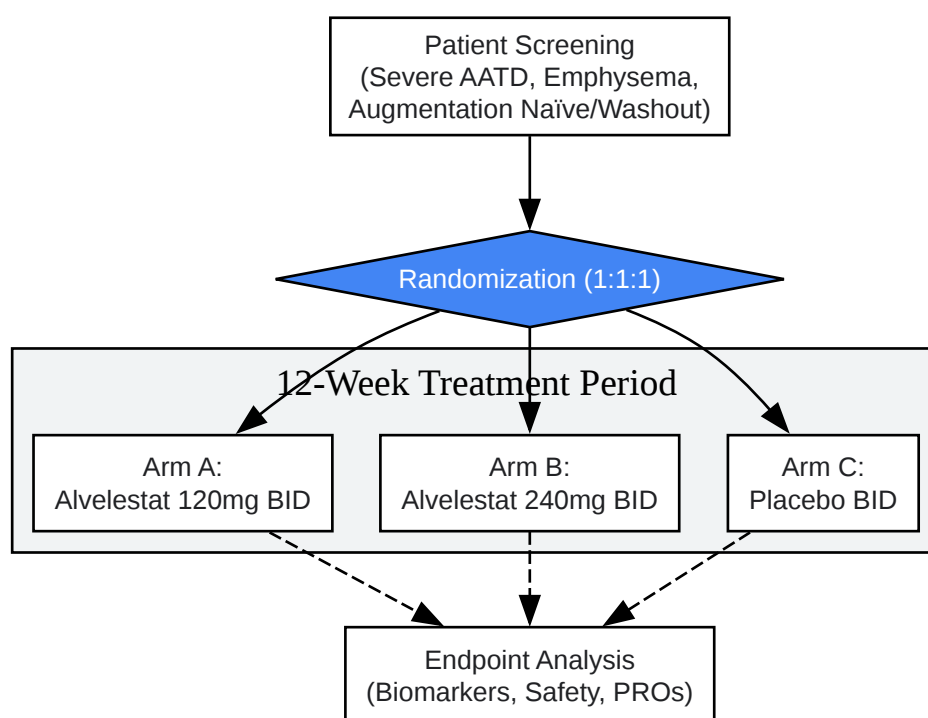 Patient Screening
(Severe AATD, Emphysema,
Augmentation Naïve/Washout)
Randomization (1:1:1)
12-Week Treatment Period
Arm A:
Alvelestat 120mg BID
Arm B:
Alvelestat 240mg BID
Arm C:
Placebo BID
Endpoint Analysis
(Biomarkers, Safety, PROs)